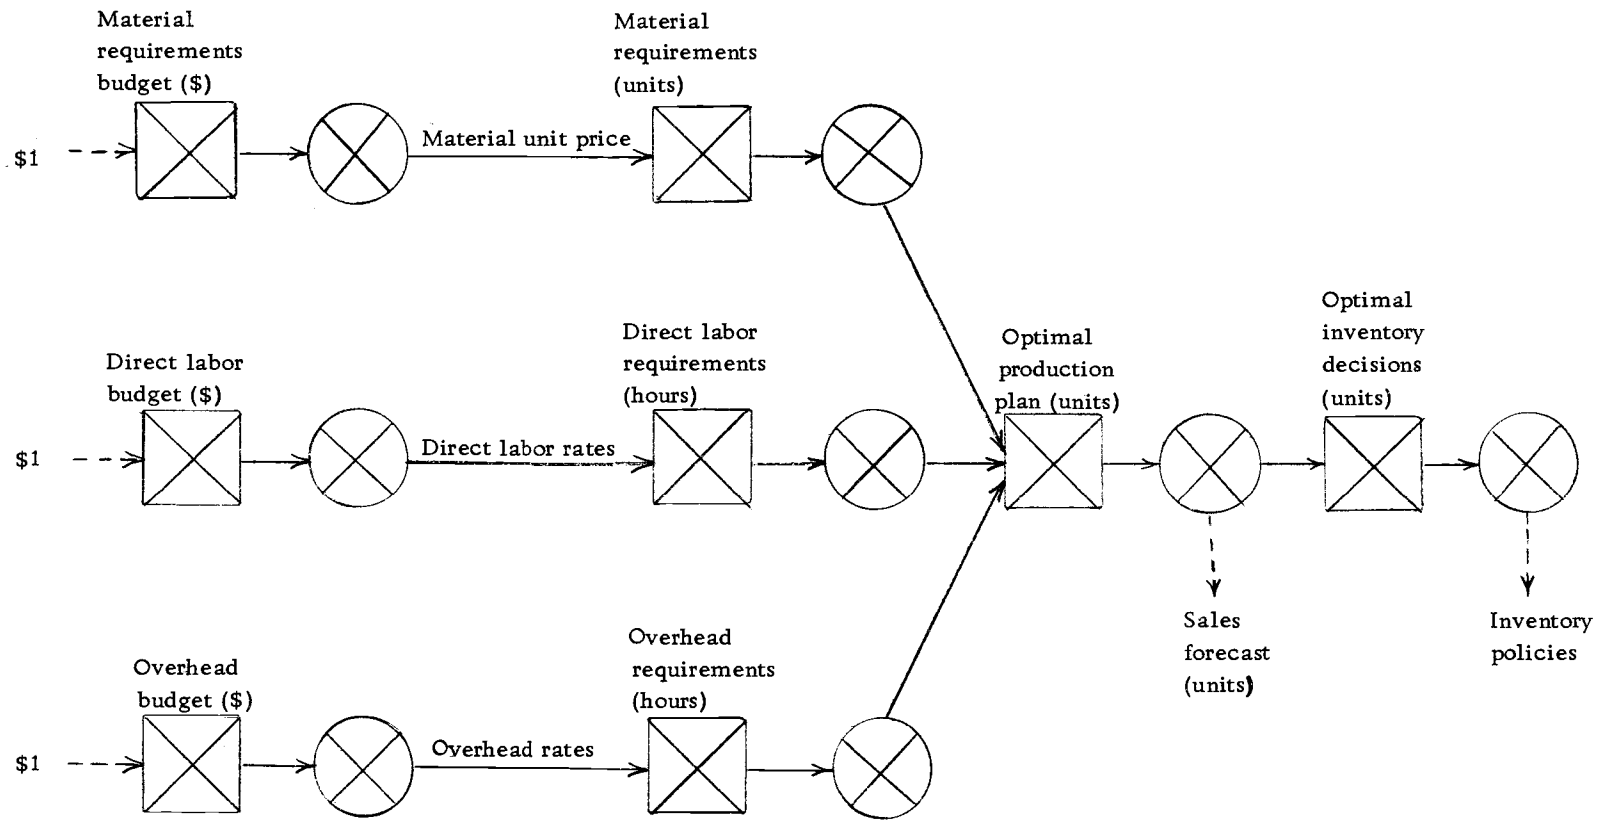 Material
requirements
budget ($)
Material
requirements
(units)
$1
Material unit price
Optimal
inventory
decisions
(units)
Direct labor
budget ($)
Direct labor
requirements
(hours)
Optimal
production
plan (units)
$1
Direct labor rates
Sales
forecast
(units)
Inventory
policies
Overhead
budget ($)
Overhead
requirements
(hours)
$1
Overhead rates